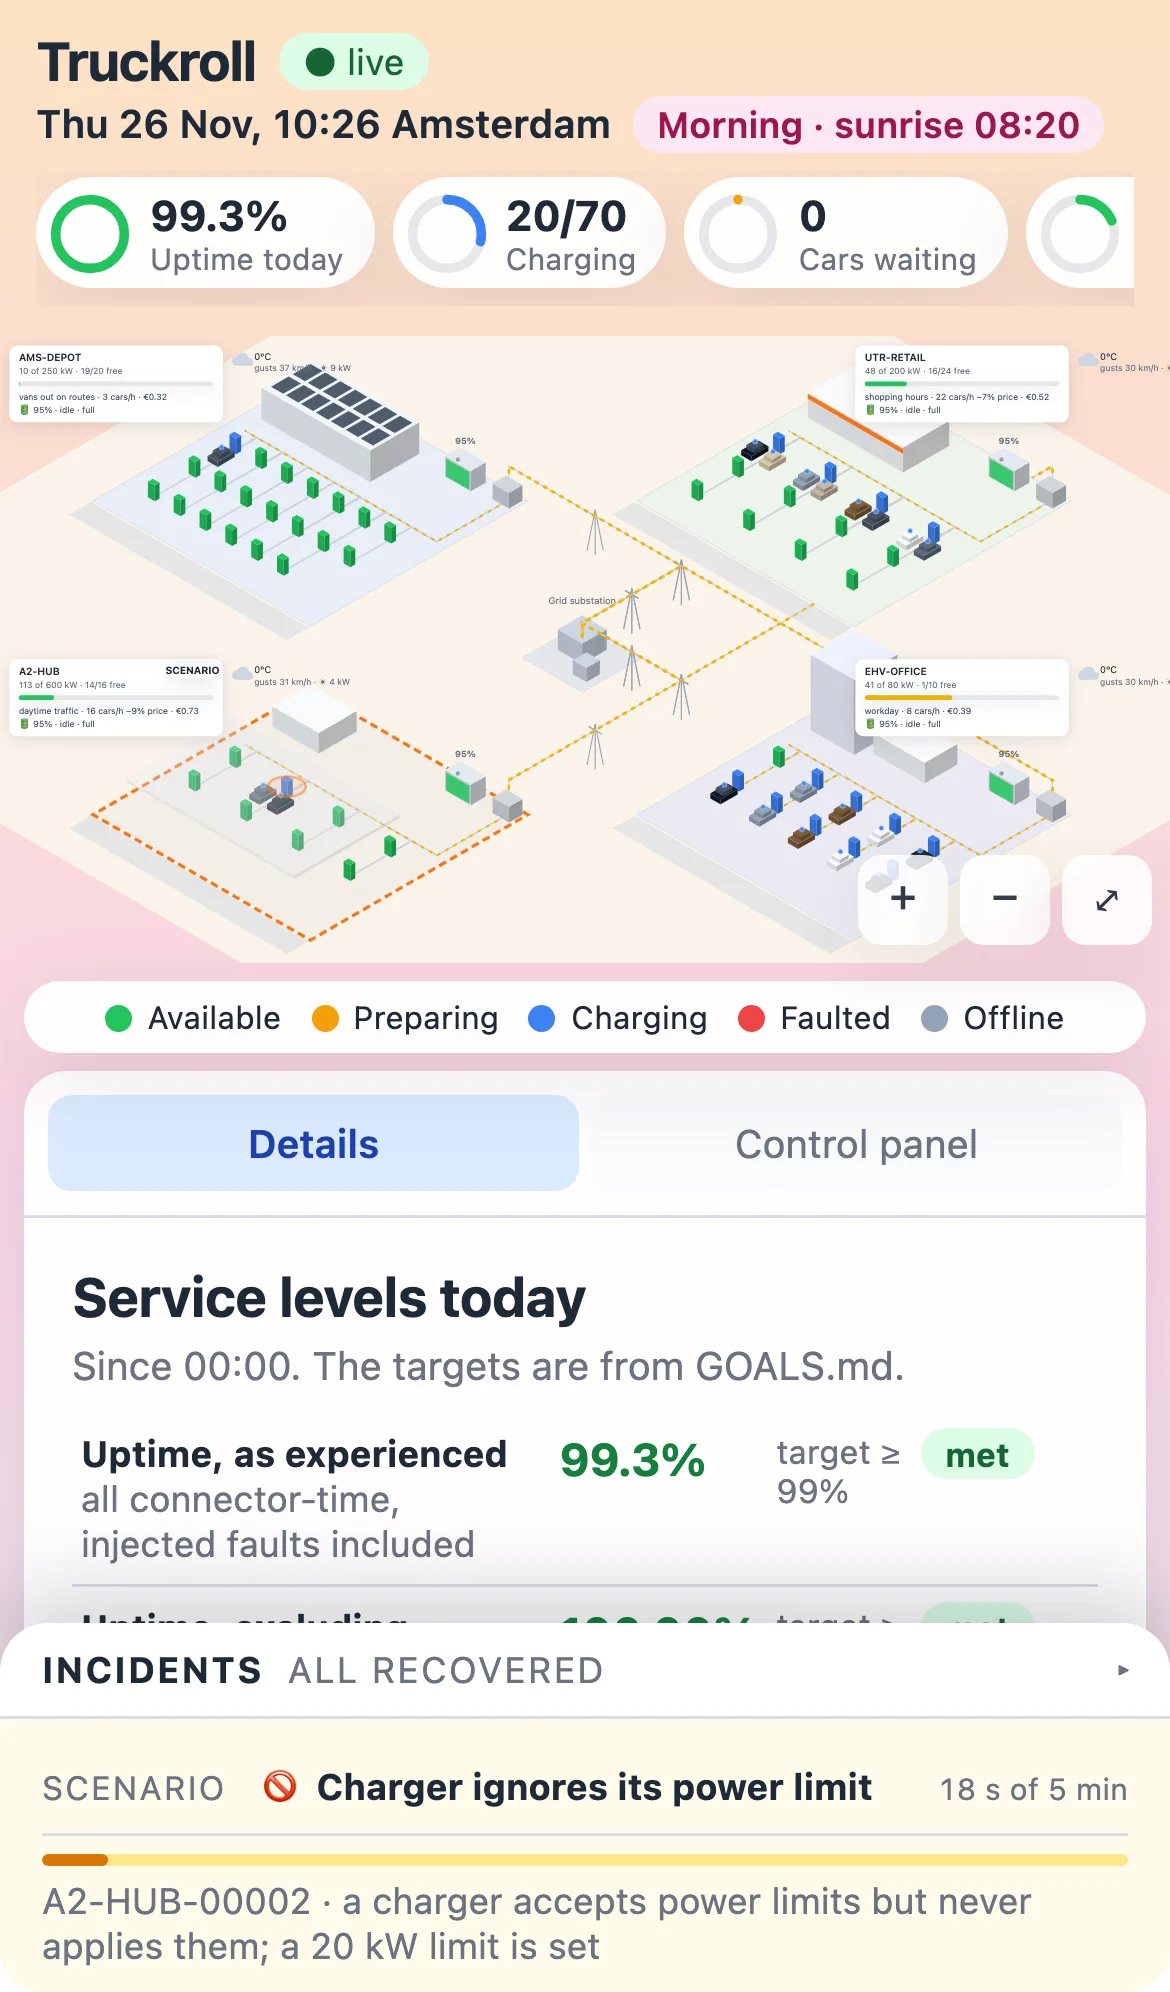 Truckroll
live
Thu 26 Nov, 10:26 Amsterdam
Morning · sunrise 08:20
99.3%
Uptime today
20/70
Charging
0
Cars waiting
AMS-DEPOT
10 of 250 kW · 19/20 free
vans out on routes · 3 cars/h · €0.32
95% · idle · full
0°C
gusts 37 km/h · ☀ 9 kW
95%
UTR-RETAIL
48 of 200 kW · 16/24 free
shopping hours · 22 cars/h −7% price · €0.52
95% · idle · full
0°C
gusts 30 km/h ·
95%
Grid substation
A2-HUB
SCENARIO
113 of 600 kW · 14/16 free
daytime traffic · 16 cars/h −9% price · €0.73
95% · idle · full
0°C
gusts 31 km/h · ☀ 4 kW
95%
EHV-OFFICE
41 of 80 kW · 1/10 free
workday · 8 cars/h · €0.39
95% · idle · full
0°C
gusts 30 km/h ·
95%
+
−
⤢
Available
Preparing
Charging
Faulted
Offline
Details
Control panel
Service levels today
Since 00:00. The targets are from GOALS.md.
Uptime, as experienced
all connector-time,
injected faults included
99.3%
target ≥
99%
met
Uptime, excluding
target ≥
met
INCIDENTS ALL RECOVERED
SCENARIO
Charger ignores its power limit
18 s of 5 min
A2-HUB-00002 · a charger accepts power limits but never
applies them; a 20 kW limit is set